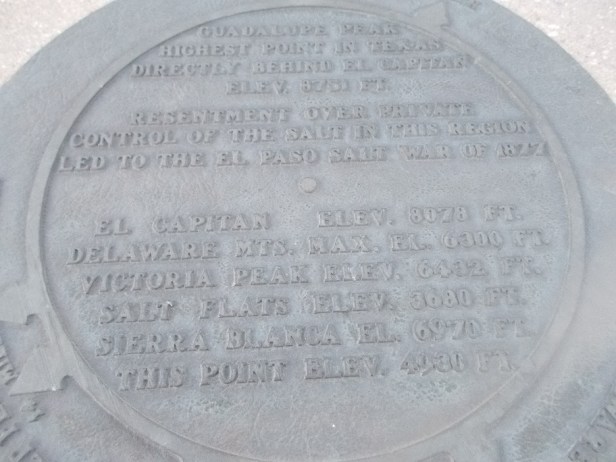 GUADALUPE PEAK
HIGHEST POINT IN TEXAS
DIRECTLY BEHIND EL CAPITAN
ELEV. 8751 FT.
RESENTMENT OVER PRIVATE
CONTROL OF THE SALT IN THIS REGION
LED TO THE EL PASO SALT WAR OF 1877
EL CAPITAN ELEV. 8078 FT.
DELAWARE MTS. MAX. EL. 6300 FT.
VICTORIA PEAK ELEV. 6432 FT.
SALT FLATS ELEV. 3680 FT.
SIERRA BLANCA EL. 6970 FT.
THIS POINT ELEV. 4930 FT.